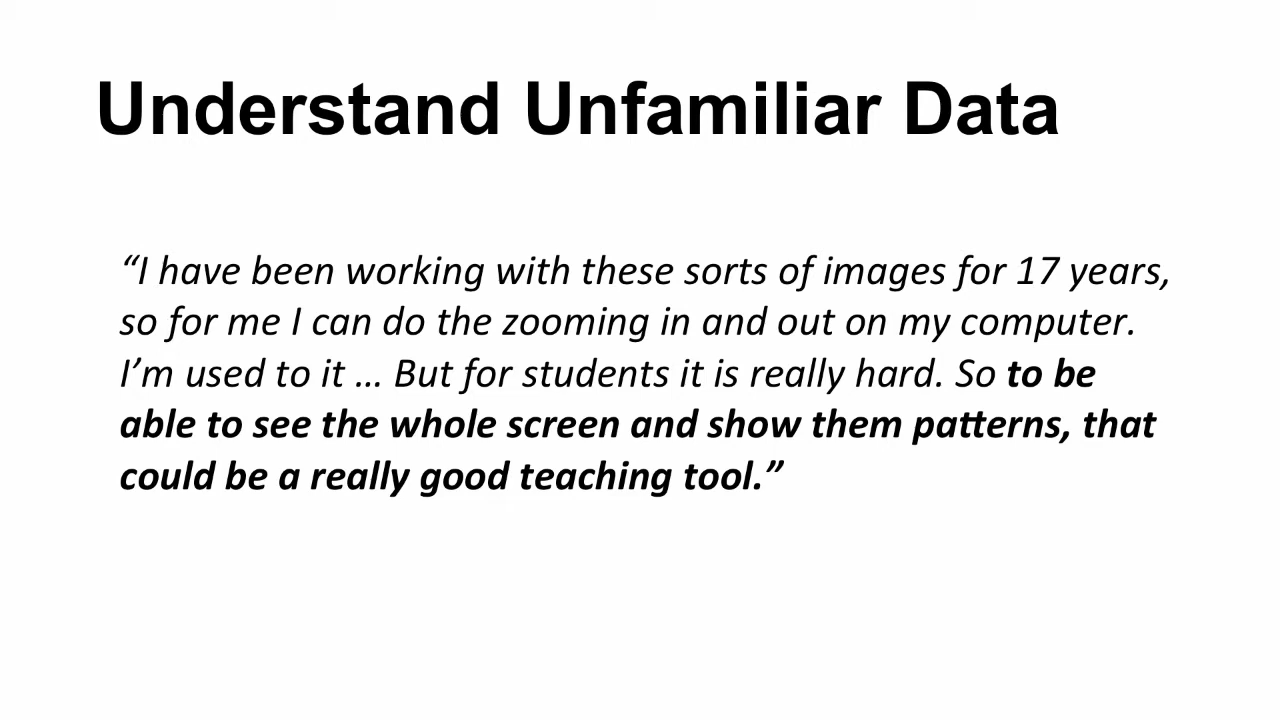 Understand Unfamiliar Data
“I have been working with these sorts of images for 17 years,
so for me I can do the zooming in and out on my computer.
I’m used to it … But for students it is really hard. So to be
able to see the whole screen and show them patterns, that
could be a really good teaching tool.”